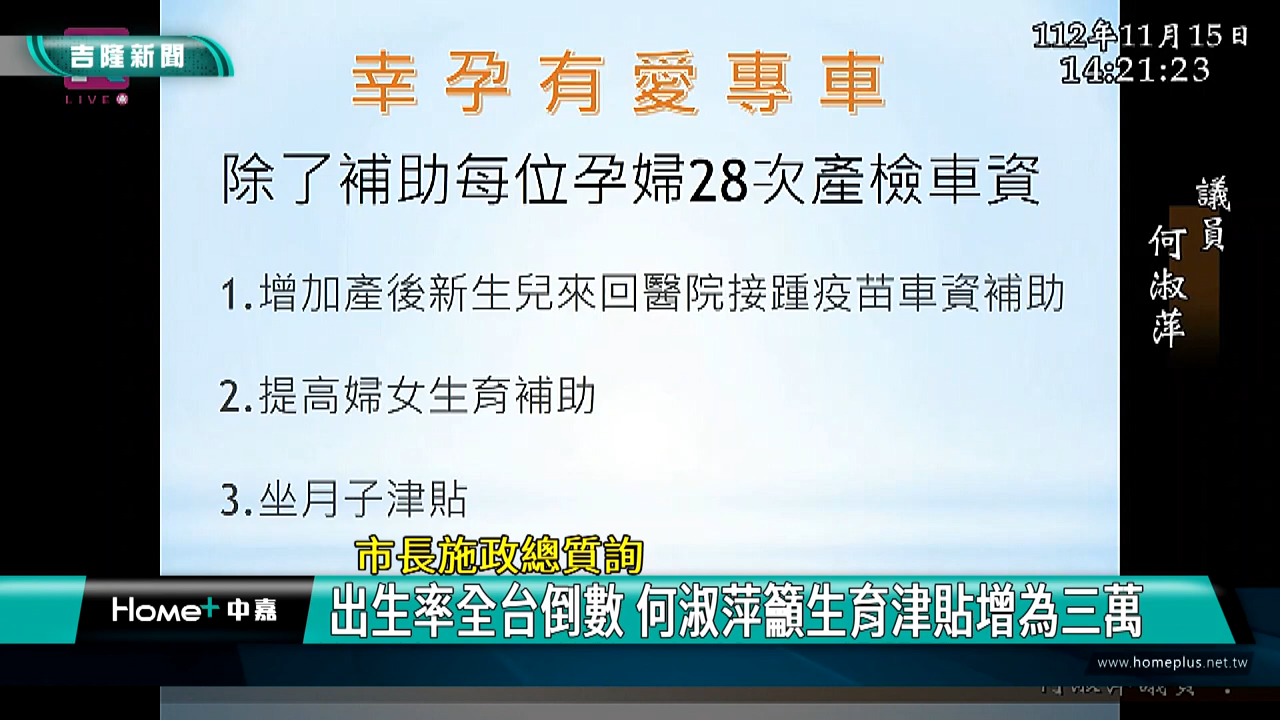 吉隆新聞
LIVE
112年11月15日
14:21:23
幸孕有愛專車
除了補助每位孕婦28次產檢車資
議員
何淑萍
1.增加產後新生兒來回醫院接踵疫苗車資補助
2.提高婦女生育補助
3.坐月子津貼
市長施政總質詢
Home+中嘉
出生率全台倒數 何淑萍籲生育津貼增為三萬
www.homeplus.net.tw